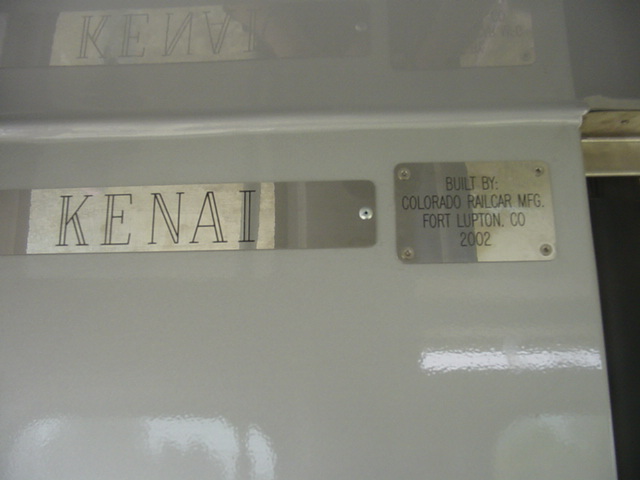 KENAI
BUILT BY:
COLORADO RAILCAR MFG.
FORT LUPTON, CO
2002